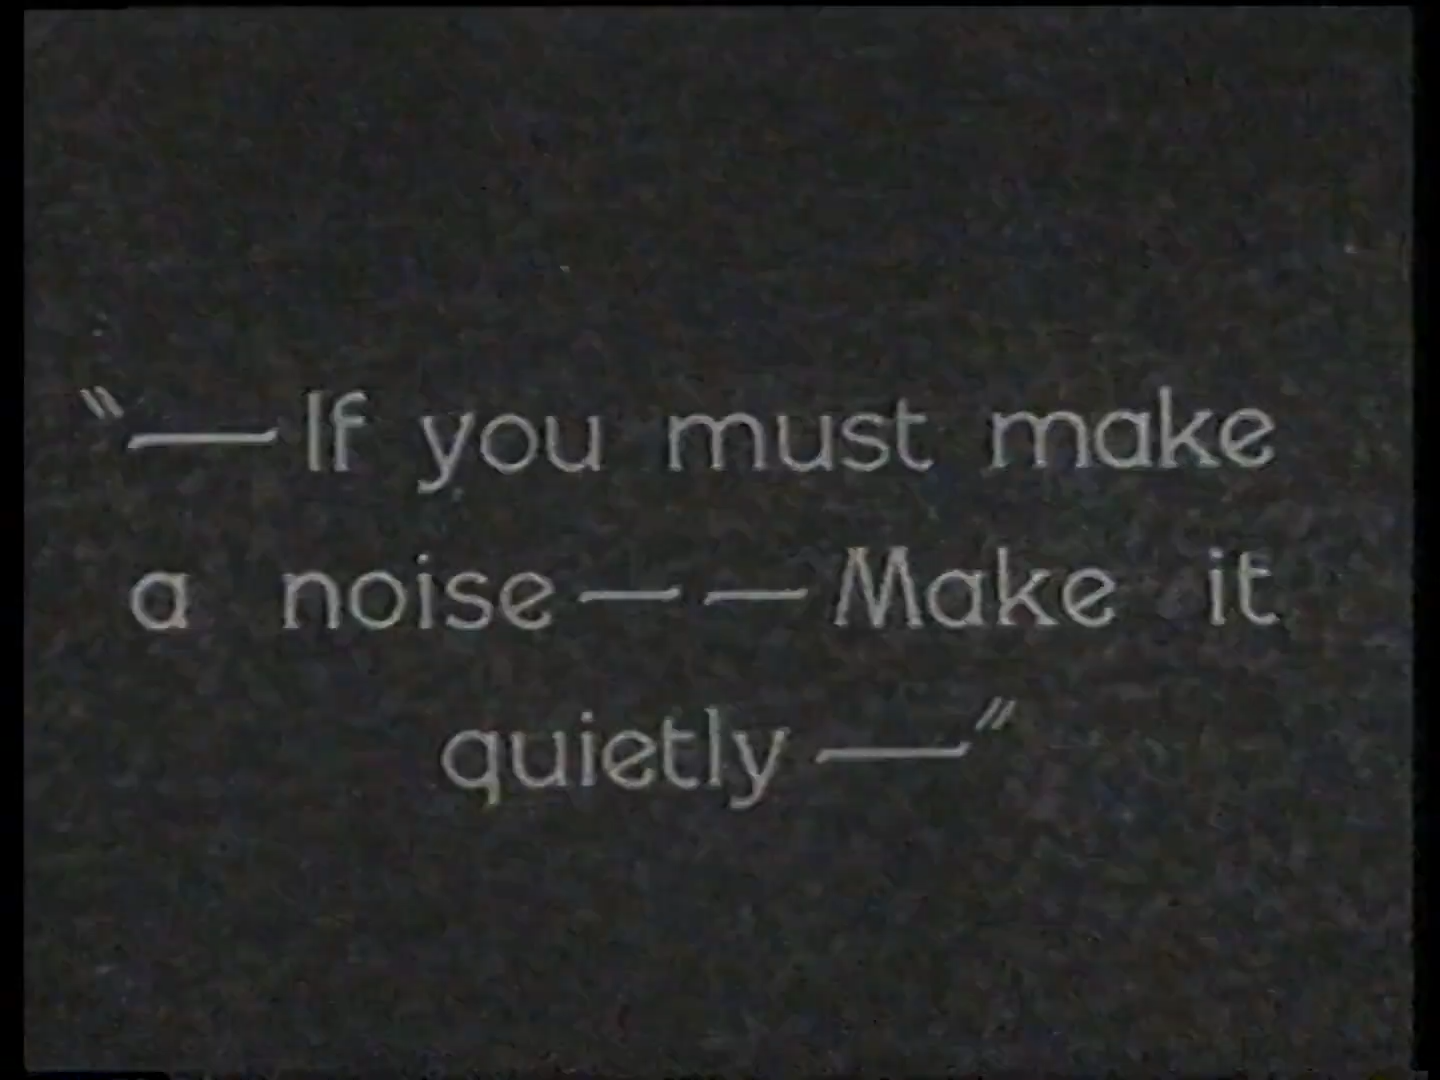 "—If you must make
a noise— —Make it
quietly—"